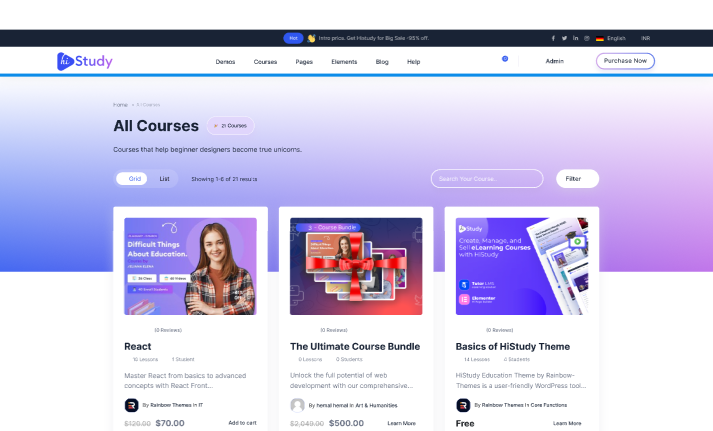 Hot Intro price. Get Histudy for Big Sale -95% off.
English INR
hi Study
Demos Courses Pages Elements Blog Help
0
Admin
Purchase Now
Home
All Courses
21 Courses
Courses that help beginner designers become true unicorns.
Grid List Showing 1-6 of 21 results
Search Your Course..
Filter
Difficult Things
About Education.
(0 Reviews)
React
10 Lessons 1 Student
Master React from basics to advanced
concepts with React Front...
By Rainbow Themes In IT
$120.00 $70.00 Add to cart
3 - Course Bundle
(0 Reviews)
The Ultimate Course Bundle
0 Lessons 0 Students
Unlock the full potential of web
development with our comprehensive...
By hemal hemal In Art & Humanities
$2,049.00 $500.00 Learn More
hiStudy
Create, Manage, and
Sell eLearning Courses
with HiStudy
Tutor LMS
Elementor
(0 Reviews)
Basics of HiStudy Theme
14 Lessons 0 Students
HiStudy Education Theme by Rainbow-
Themes is a user-friendly WordPress tool...
By Rainbow Themes In Core Functions
Free Learn More